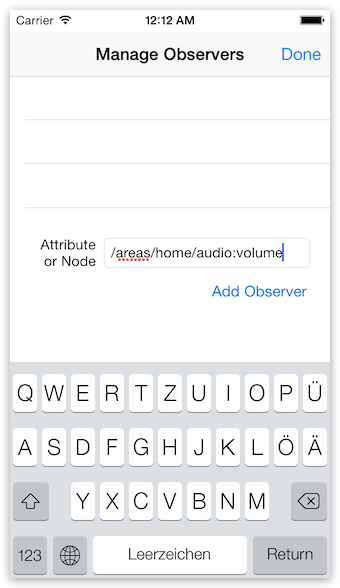 Carrier 12:12 AM
Manage Observers Done
Attribute
or Node
/areas/home/audio:volume
Add Observer
Q W E R T Z U I O P Ü
A S D F G H J K L Ö Ä
Y X C V B N M
123 Leerzeichen Return